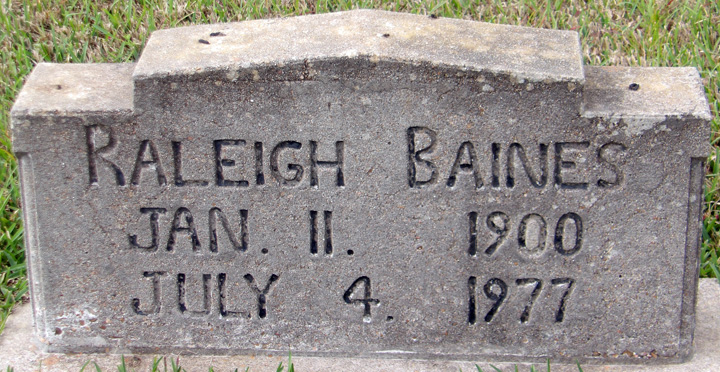 RALEIGH BAINES
JAN. 11. 1900
JULY 4. 1977